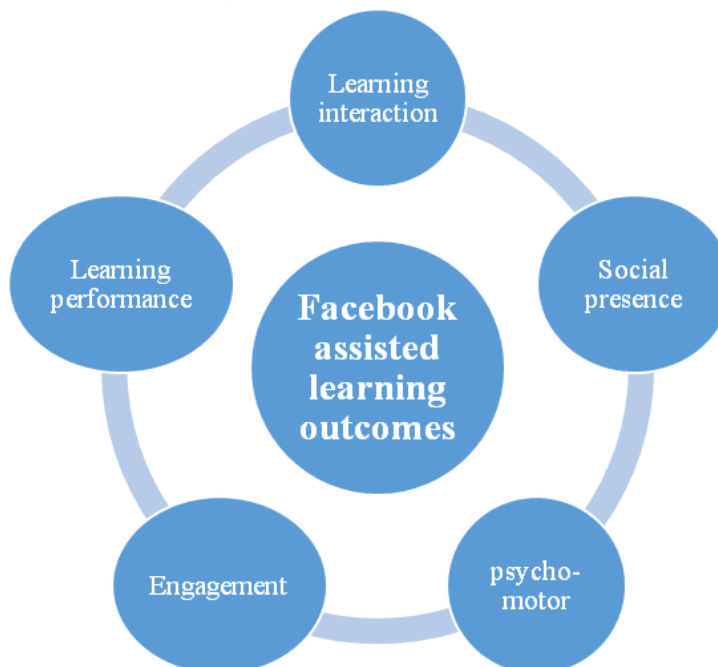 Learning
interaction
Social
presence
psycho-
motor
Engagement
Learning
performance
Facebook
assisted
learning
outcomes